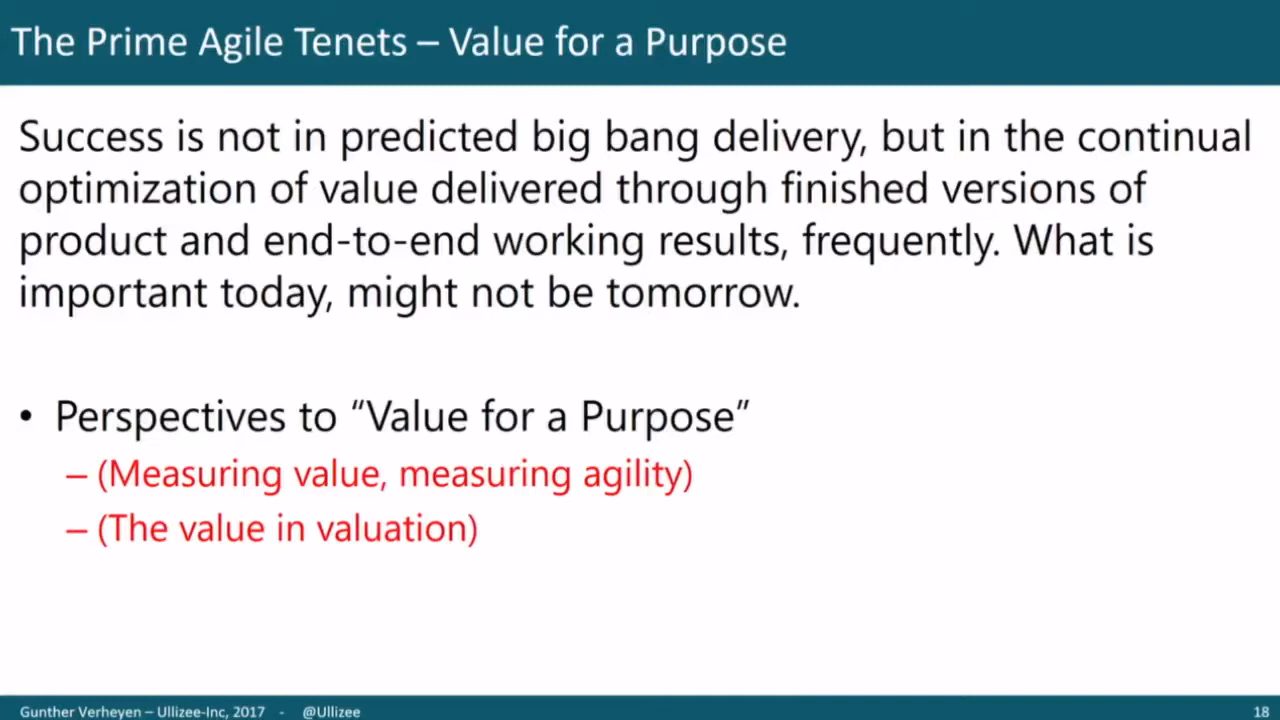 The Prime Agile Tenets – Value for a Purpose
Success is not in predicted big bang delivery, but in the continual
optimization of value delivered through finished versions of
product and end-to-end working results, frequently. What is
important today, might not be tomorrow.
• Perspectives to “Value for a Purpose”
– (Measuring value, measuring agility)
– (The value in valuation)
Gunther Verheyen – Ullizee-Inc, 2017 - @Ullizee
18